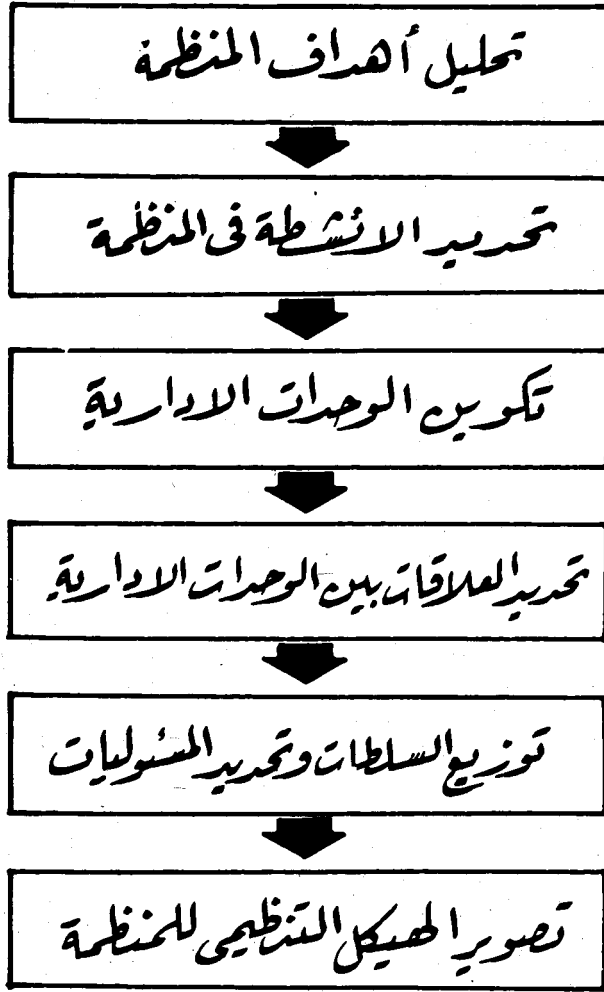 تحليل أهداف المنظمة
تحديد الائشطة فى المنظمة
تكوين الوحدات الادارية
تحديد العلاقات بين الوحدات الادارية
توزيع السلطات وتحديد المسئوليات
تصوير الهيكل التنظيمى للمنظمة